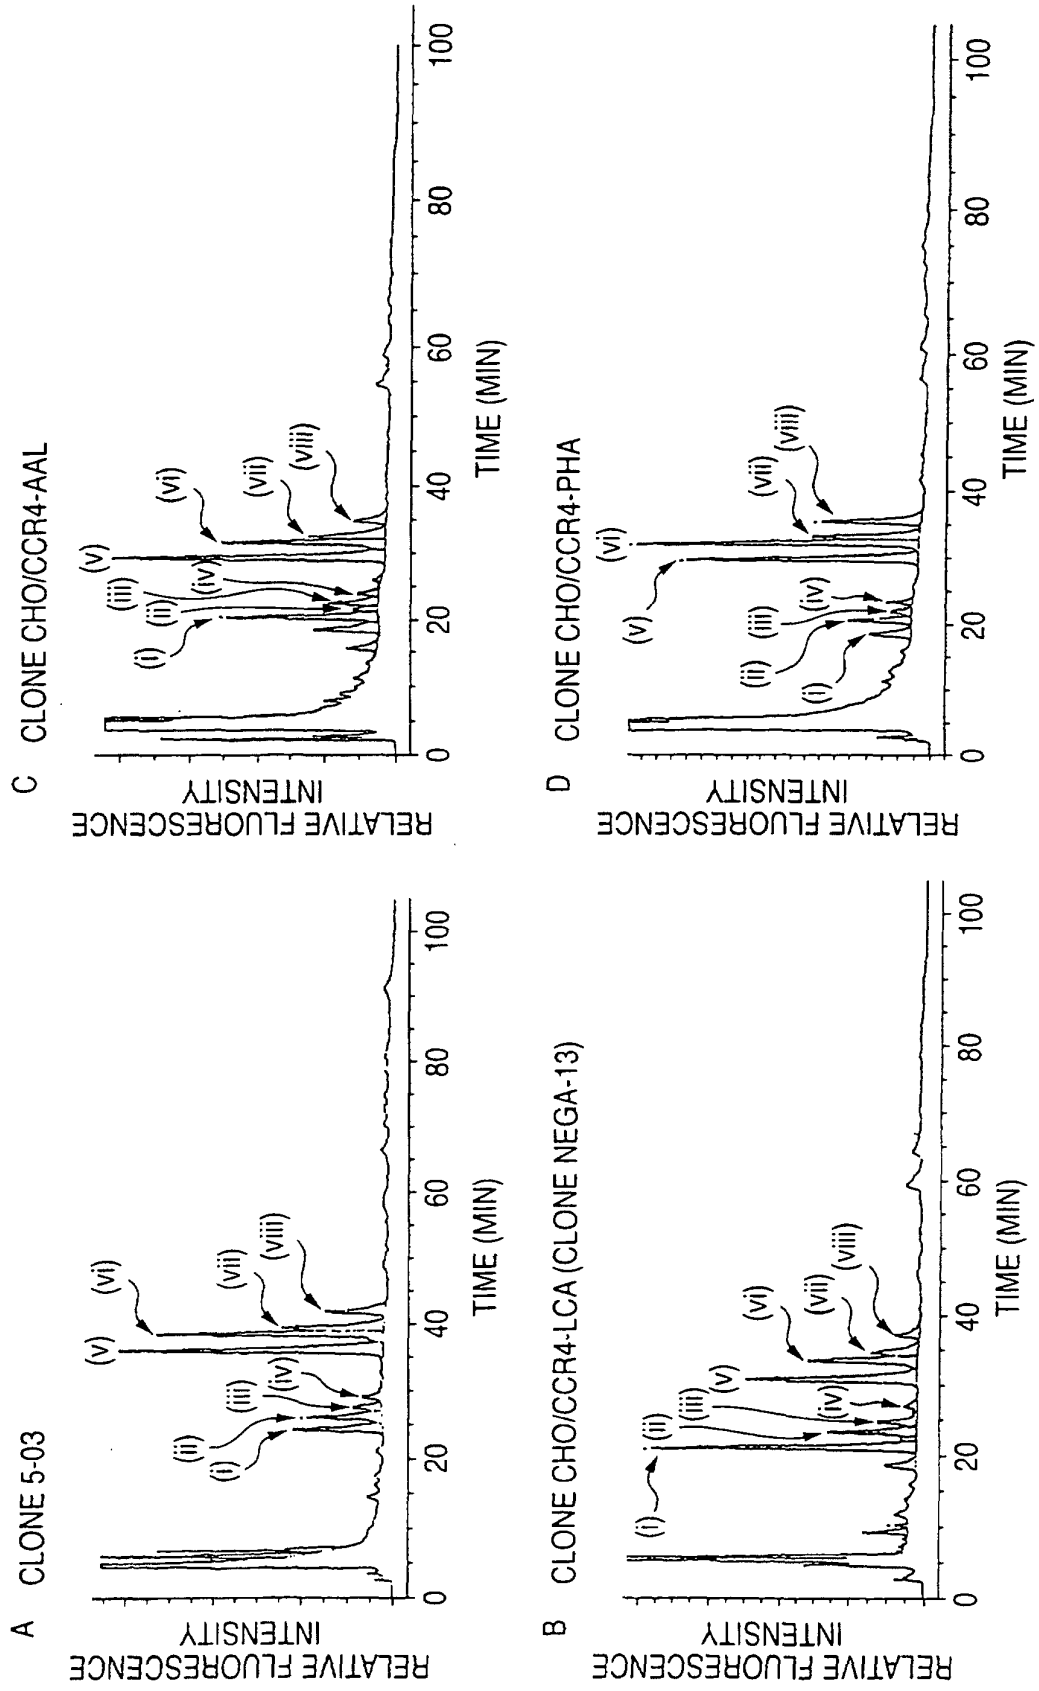 A CLONE 5-03
RELATIVE FLUORESCENCE
INTENSITY
(i)
(ii)
(iii)
(iv)
(v)
(vi)
(vii)
(viii)
0 20 40 60 80 100
TIME (MIN)
B CLONE CHO/CCR4-LCA (CLONE NEGA-13)
RELATIVE FLUORESCENCE
INTENSITY
(i)
(ii)
(iii)
(iv)
(v)
(vi)
(vii)
(viii)
0 20 40 60 80 100
TIME (MIN)
C CLONE CHO/CCR4-AAL
RELATIVE FLUORESCENCE
INTENSITY
(i)
(ii)
(iii)
(iv)
(v)
(vi)
(vii)
(viii)
0 20 40 60 80 100
TIME (MIN)
D CLONE CHO/CCR4-PHA
RELATIVE FLUORESCENCE
INTENSITY
(i)
(ii)
(iii)
(iv)
(v)
(vi)
(vii)
(viii)
0 20 40 60 80 100
TIME (MIN)